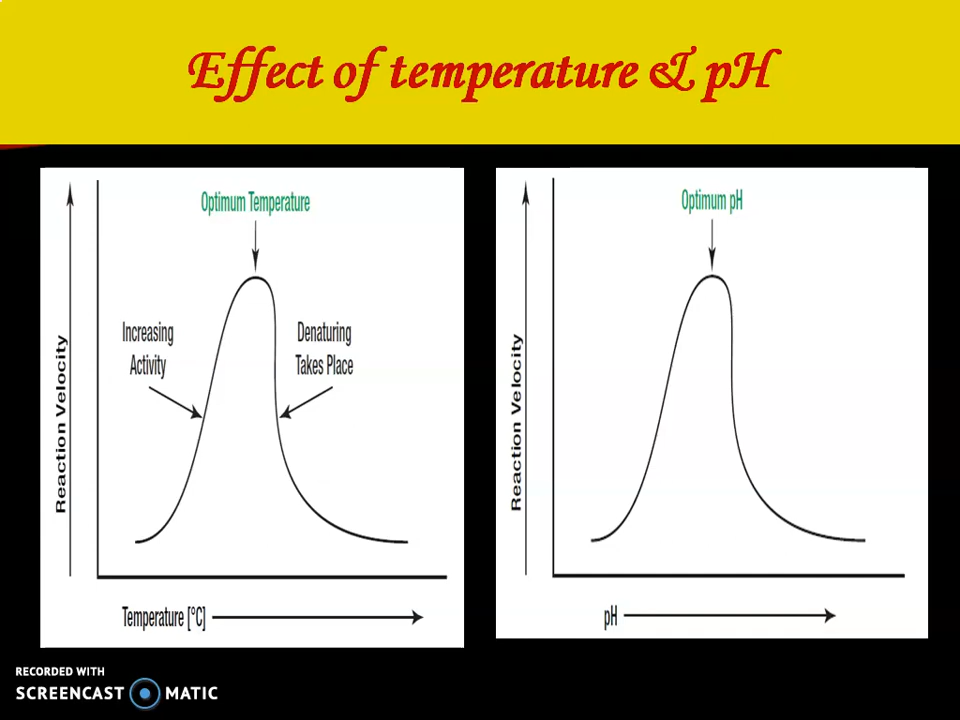 Effect of temperature & pH
Optimum Temperature
Increasing
Activity
Denaturing
Takes Place
Reaction Velocity
Temperature [°C]
Optimum pH
Reaction Velocity
pH
RECORDED WITH
SCREENCAST MATIC